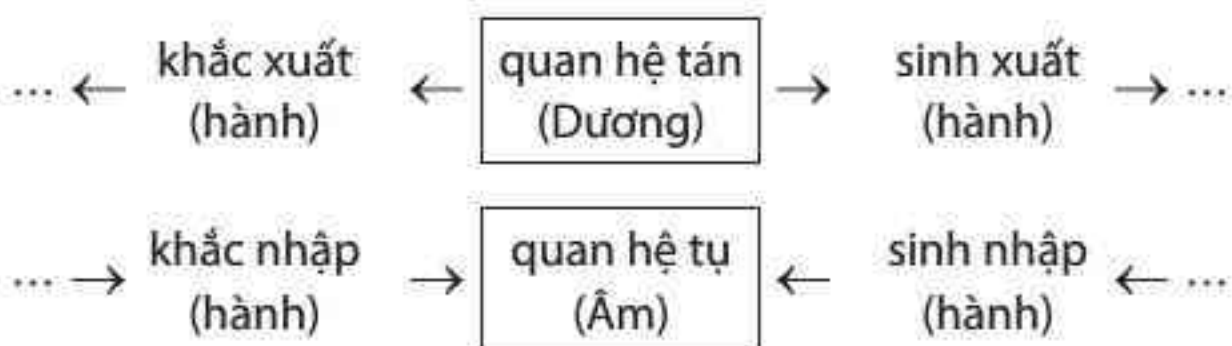 ... ← khắc xuất ← quan hệ tán → sinh xuất → ...
(hành) (Dương) (hành)
... → khắc nhập → quan hệ tụ ← sinh nhập ← ...
(hành) (Âm) (hành)